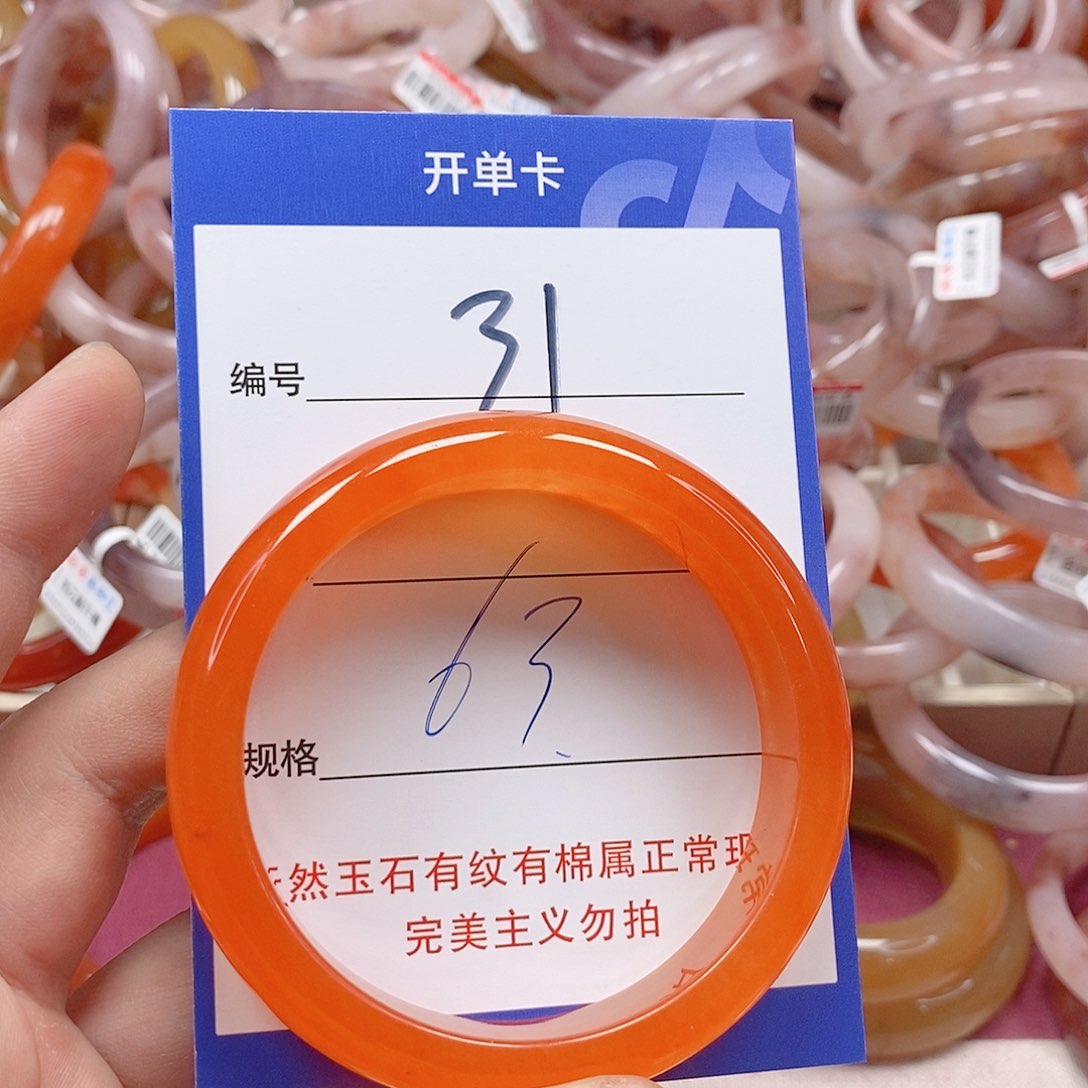 开单卡
编号 31
规格 63
天然玉石有纹有棉属正常现
完美主义勿拍